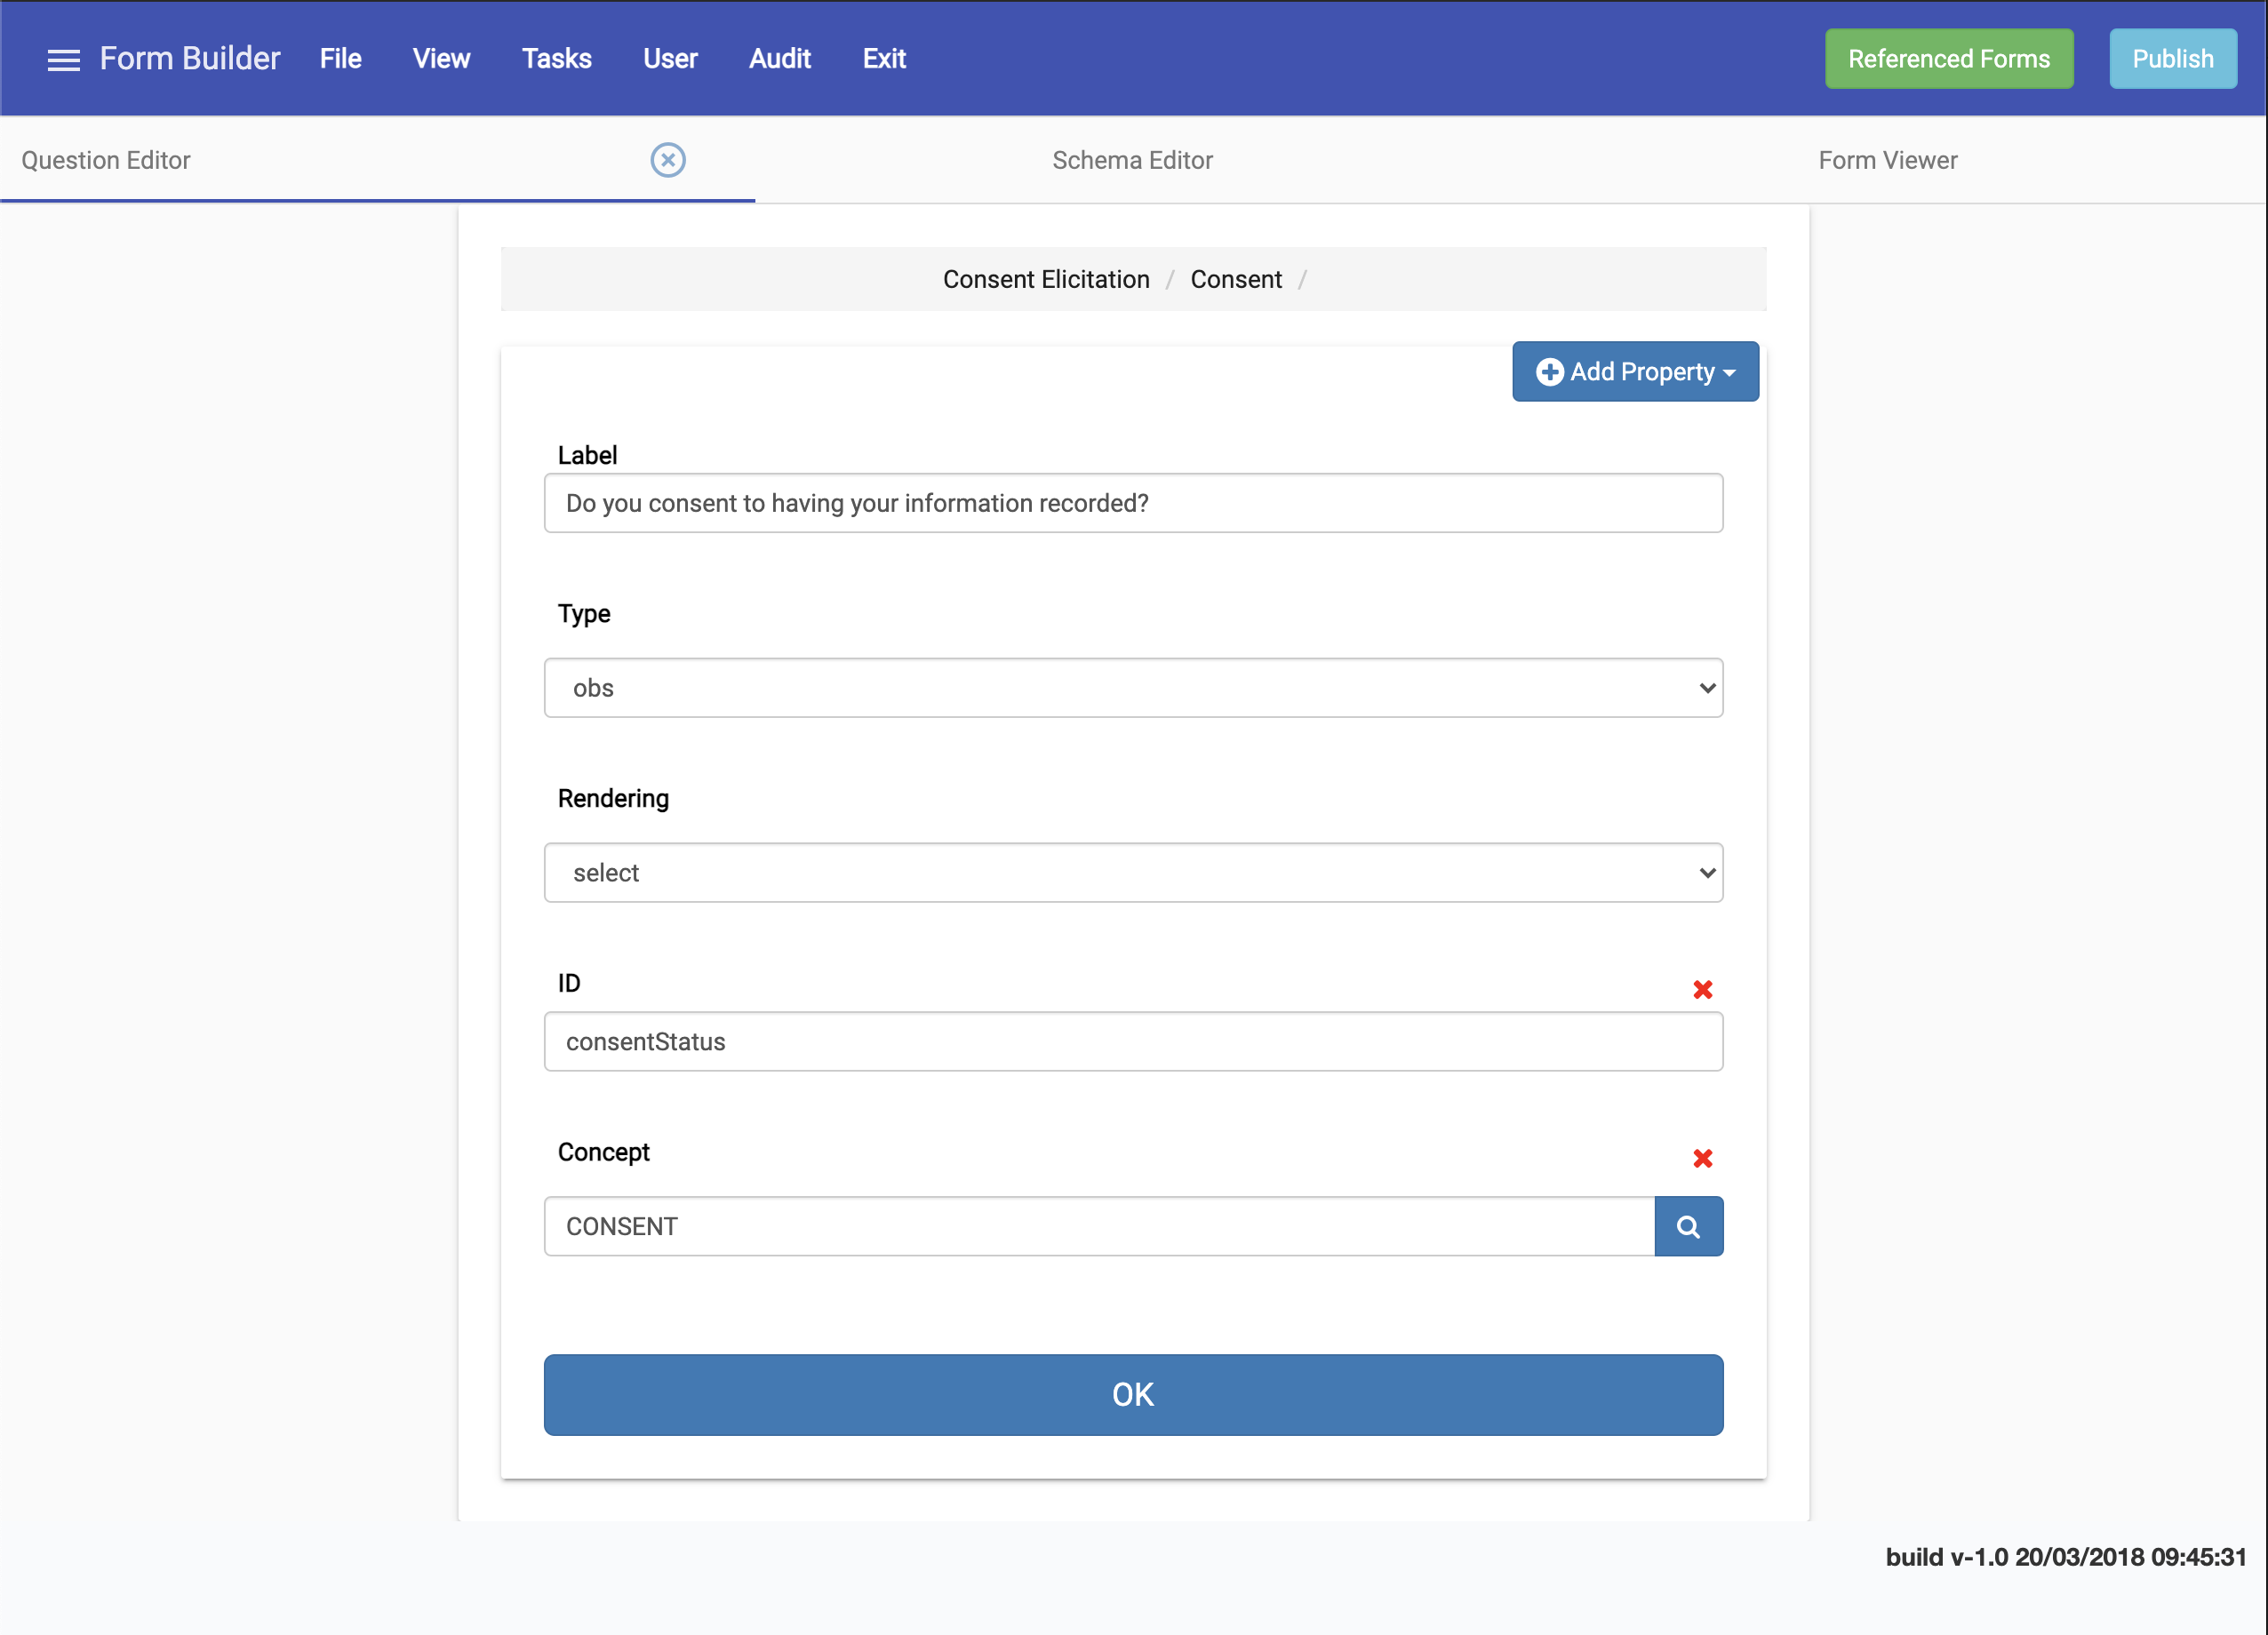 Form Builder File View Tasks User Audit Exit Referenced Forms Publish
Question Editor Schema Editor Form Viewer
Consent Elicitation / Consent /
Add Property
Label
Do you consent to having your information recorded?
Type
obs
Rendering
select
ID
consentStatus
Concept
CONSENT
OK
build v-1.0 20/03/2018 09:45:31